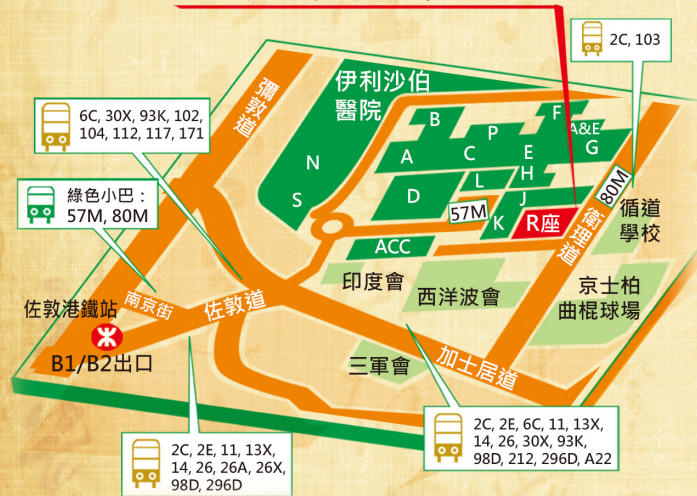 2C, 103
伊利沙伯
醫院
彌敦道
6C, 30X, 93K, 102,
104, 112, 117, 171
綠色小巴：
57M, 80M
B
P
F
A&E
A
C
E
G
N
L
H
S
D
J
57M
K
R座
ACC
80M
衛理道
循道
學校
印度會
西洋波會
京士柏
曲棍球場
南京街
佐敦道
佐敦港鐵站
B1/B2出口
三軍會
加士居道
2C, 2E, 11, 13X,
14, 26, 26A, 26X,
98D, 296D
2C, 2E, 6C, 11, 13X,
14, 26, 30X, 93K,
98D, 212, 296D, A22